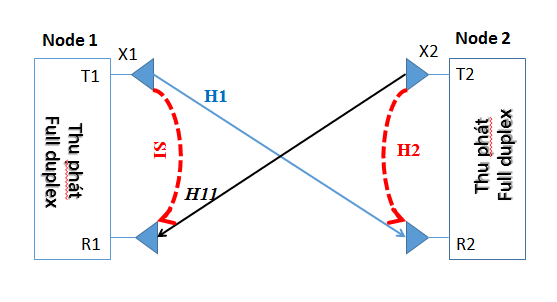 Node 1
Node 2
X1
X2
T1
T2
H1
Thu phát
Full duplex
SI
H2
Thu phát
Full duplex
H11
R1
R2